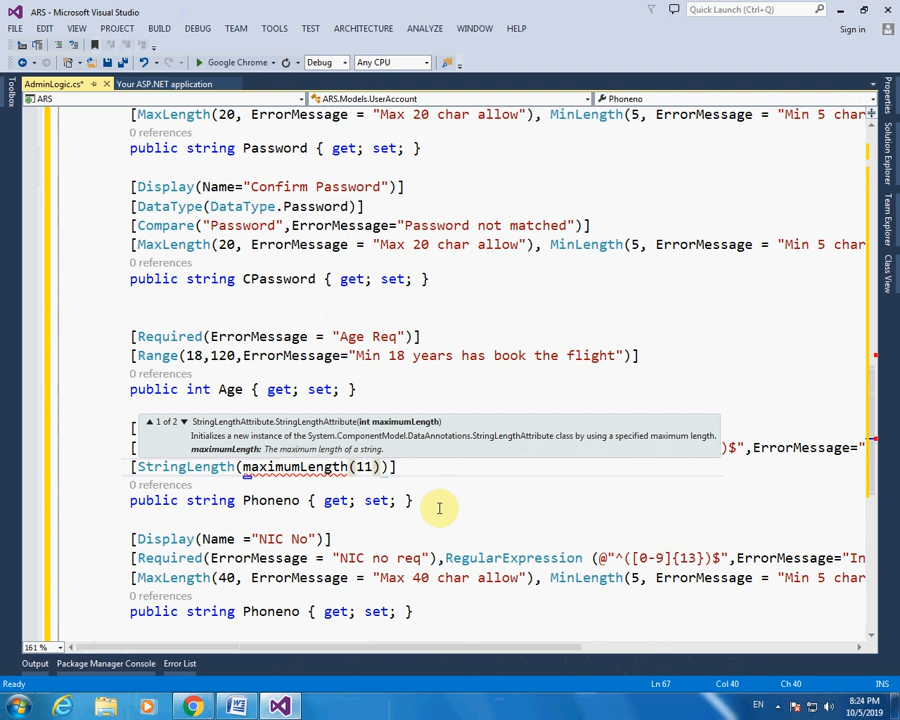 ARS - Microsoft Visual Studio
Quick Launch (Ctrl+Q)
FILE EDIT VIEW PROJECT BUILD DEBUG TEAM TOOLS TEST ARCHITECTURE ANALYZE WINDOW HELP
Sign in
Google Chrome Debug Any CPU
AdminLogic.cs* Your ASP.NET application
ARS ARS.Models.UserAccount Phoneno
Toolbox
Properties
Solution Explorer
Team Explorer
Class View
[MaxLength(20, ErrorMessage = "Max 20 char allow"), MinLength(5, ErrorMessage = "Min 5 char
0 references
public string Password { get; set; }
[Display(Name="Confirm Password")]
[DataType(DataType.Password)]
[Compare("Password",ErrorMessage="Password not matched")]
[MaxLength(20, ErrorMessage = "Max 20 char allow"), MinLength(5, ErrorMessage = "Min 5 char
0 references
public string CPassword { get; set; }
[Required(ErrorMessage = "Age Req")]
[Range(18,120,ErrorMessage="Min 18 years has book the flight")]
0 references
public int Age { get; set; }
[
▲ 1 of 2 ▼ StringLengthAttribute.StringLengthAttribute(int maximumLength)
Initializes a new instance of the System.ComponentModel.DataAnnotations.StringLengthAttribute class by using a specified maximum length.
maximumLength: The maximum length of a string.
[ )$",ErrorMessage="
[StringLength(maximumLength(11))]
public string Phoneno { get; set; }
[Display(Name ="NIC No")]
[Required(ErrorMessage = "NIC no req"),RegularExpression (@"^([0-9]{13})$",ErrorMessage="In
[MaxLength(40, ErrorMessage = "Max 40 char allow"), MinLength(5, ErrorMessage = "Min 5 char
0 references
public string Phoneno { get; set; }
161 %
Output Package Manager Console Error List
Ready Ln 67 Col 40 Ch 40 INS
EN
8:24 PM
10/5/2019